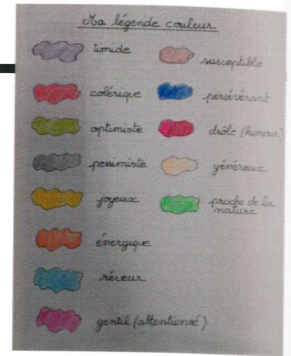 Ma légende couleur
timide
colérique
optimiste
pessimiste
joyeux
énergique
rêveur
gentil (attentionné)
susceptible
persévérant
drôle (humour)
généreux
proche de la
nature